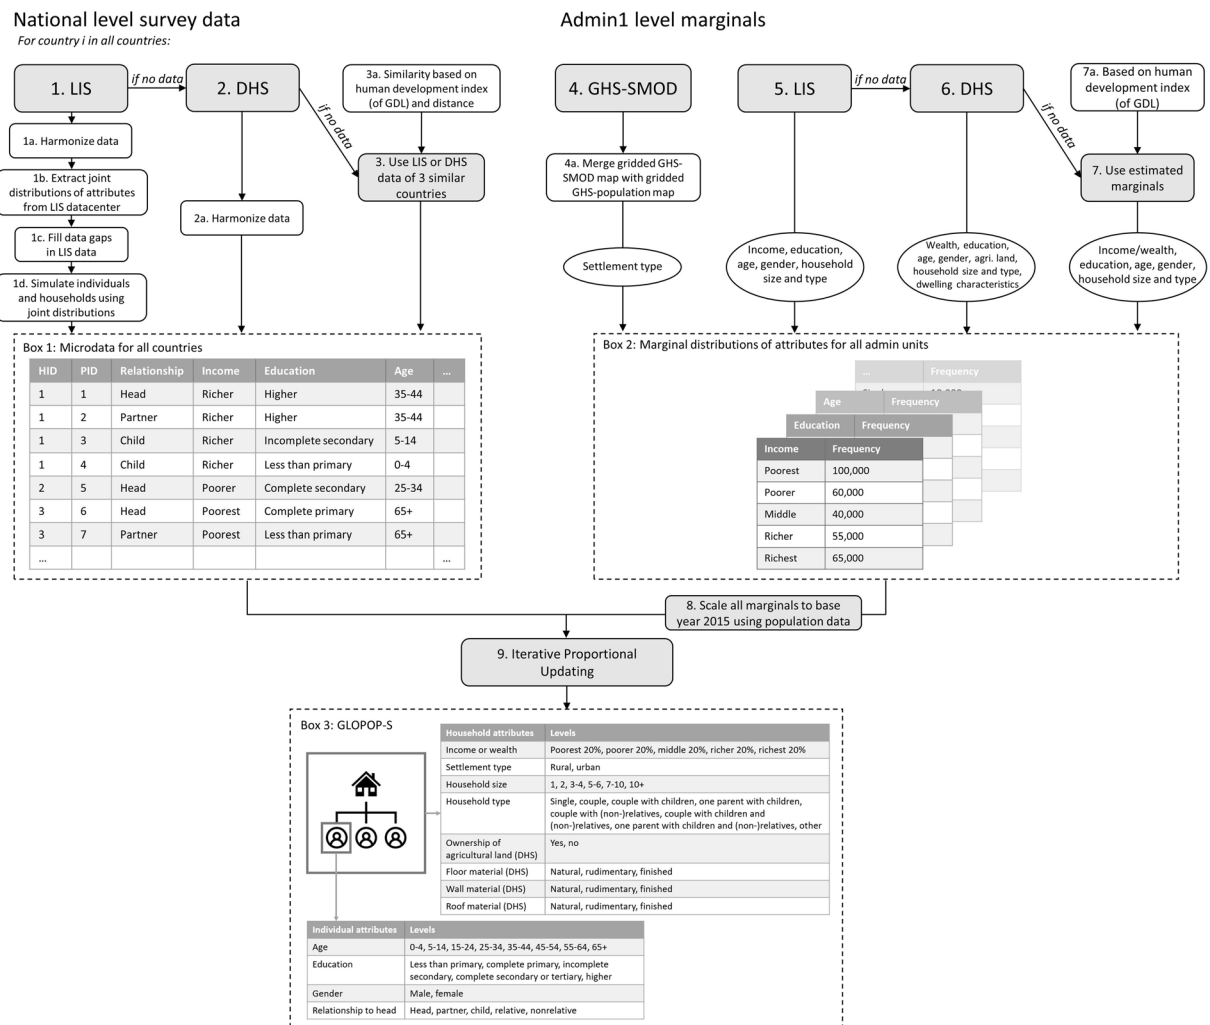 National level survey data
For country i in all countries:
1. LIS
if no data
2. DHS
if no data
3a. Similarity based on
human development index
(of GDL) and distance
1a. Harmonize data
1b. Extract joint
distributions of attributes
from LIS datacenter
1c. Fill data gaps
in LIS data
1d. Simulate individuals
and households using
joint distributions
2a. Harmonize data
3. Use LIS or DHS
data of 3 similar
countries
Admin1 level marginals
4. GHS-SMOD
5. LIS
if no data
6. DHS
if no data
7a. Based on human
development index
(of GDL)
4a. Merge gridded GHS-
SMOD map with gridded
GHS-population map
7. Use estimated
marginals
Settlement type
Income, education,
age, gender, household
size and type
Wealth, education,
age, gender, agri. land,
household size and type,
dwelling characteristics
Income/wealth,
education, age, gender,
household size and type
Box 1: Microdata for all countries
HID PID Relationship Income Education Age ...
1 1 Head Richer Higher 35-44
1 2 Partner Richer Higher 35-44
1 3 Child Richer Incomplete secondary 5-14
1 4 Child Richer Less than primary 0-4
2 5 Head Poorer Complete secondary 25-34
3 6 Head Poorest Complete primary 65+
3 7 Partner Poorest Less than primary 65+
... ...
Box 2: Marginal distributions of attributes for all admin units
... Frequency
Age Frequency
Education Frequency
Income Frequency
Poorest 100,000
Poorer 60,000
Middle 40,000
Richer 55,000
Richest 65,000
8. Scale all marginals to base
year 2015 using population data
9. Iterative Proportional
Updating
Box 3: GLOPOP-S
Household attributes Levels
Income or wealth Poorest 20%, poorer 20%, middle 20%, richer 20%, richest 20%
Settlement type Rural, urban
Household size 1, 2, 3-4, 5-6, 7-10, 10+
Household type Single, couple, couple with children, one parent with children,
couple with (non-)relatives, couple with children and
(non-)relatives, one parent with children and (non-)relatives, other
Ownership of Yes, no
agricultural land (DHS)
Floor material (DHS) Natural, rudimentary, finished
Wall material (DHS) Natural, rudimentary, finished
Roof material (DHS) Natural, rudimentary, finished
Individual attributes Levels
Age 0-4, 5-14, 15-24, 25-34, 35-44, 45-54, 55-64, 65+
Education Less than primary, complete primary, incomplete
secondary, complete secondary or tertiary, higher
Gender Male, female
Relationship to head Head, partner, child, relative, nonrelative